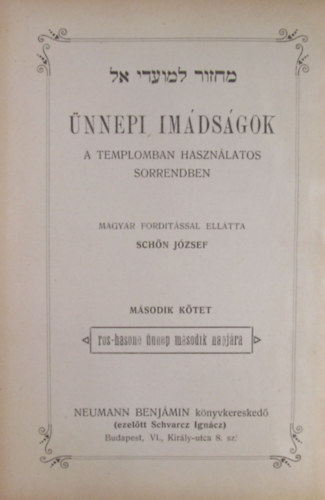 מחזור למועדי אל
ÜNNEPI IMÁDSÁGOK
A TEMPLOMBAN HASZNÁLATOS
SORRENDBEN
MAGYAR FORDITÁSSAL ELLÁTTA
SCHÖN JÓZSEF
MÁSODIK KÖTET
ros-hasono ünnep második napjára
NEUMANN BENJÁMIN könyvkereskedő
(ezelőtt Schvarcz Ignácz)
Budapest, VI., Király-utca 8. sz.